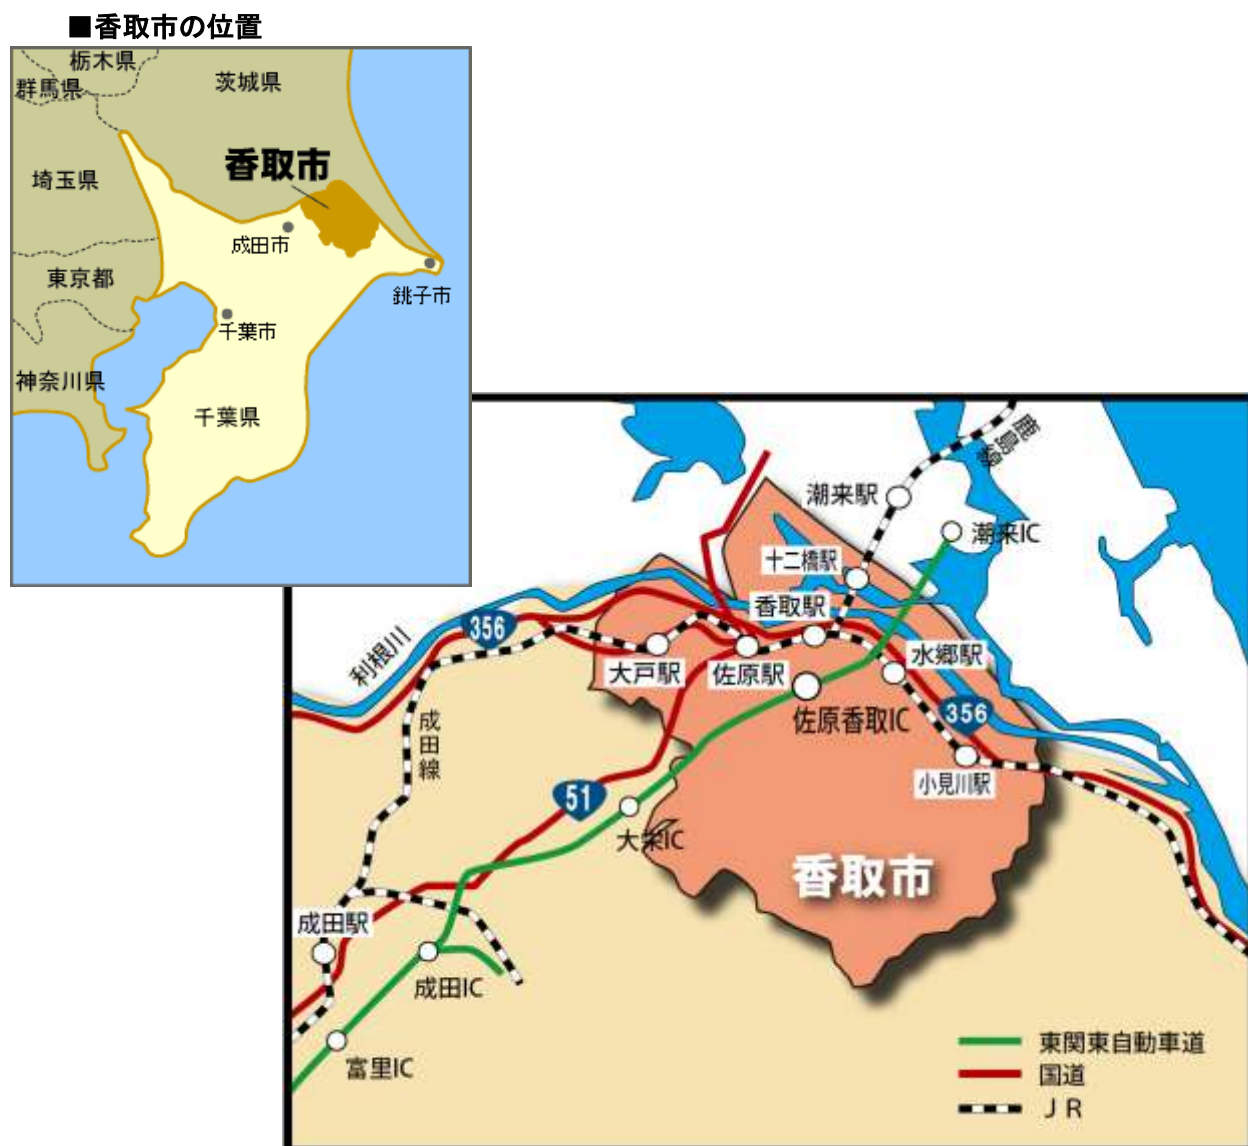 ■香取市の位置
栃木県
群馬県
茨城県
埼玉県
香取市
成田市
東京都
銚子市
千葉市
神奈川県
千葉県
鹿島線
潮来駅
潮来IC
十二橋駅
香取駅
356
利根川
大戸駅
佐原駅
水郷駅
佐原香取IC
356
成田線
小見川駅
51
大栄IC
香取市
成田駅
成田IC
富里IC
東関東自動車道
国道
ＪＲ